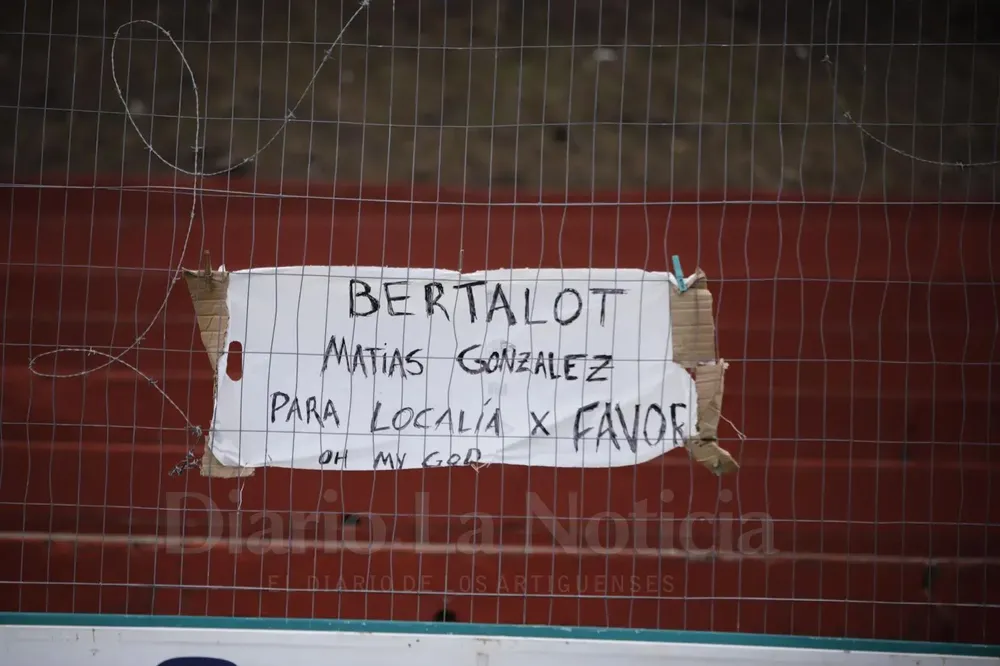 BERTALOT
MATIAS GONZALEZ
PARA LOCALÍA X FAVOR
OH MY GOD
Diario La Noticia
EL DIARIO DE LOS ARTIGUENSES